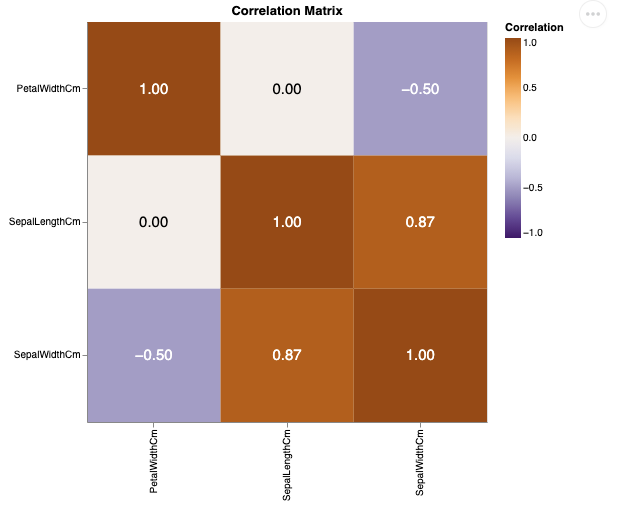 Correlation Matrix
Correlation
1.0
0.5
0.0
−0.5
−1.0
PetalWidthCm
1.00
0.00
−0.50
SepalLengthCm
0.00
1.00
0.87
SepalWidthCm
−0.50
0.87
1.00
PetalWidthCm
SepalLengthCm
SepalWidthCm